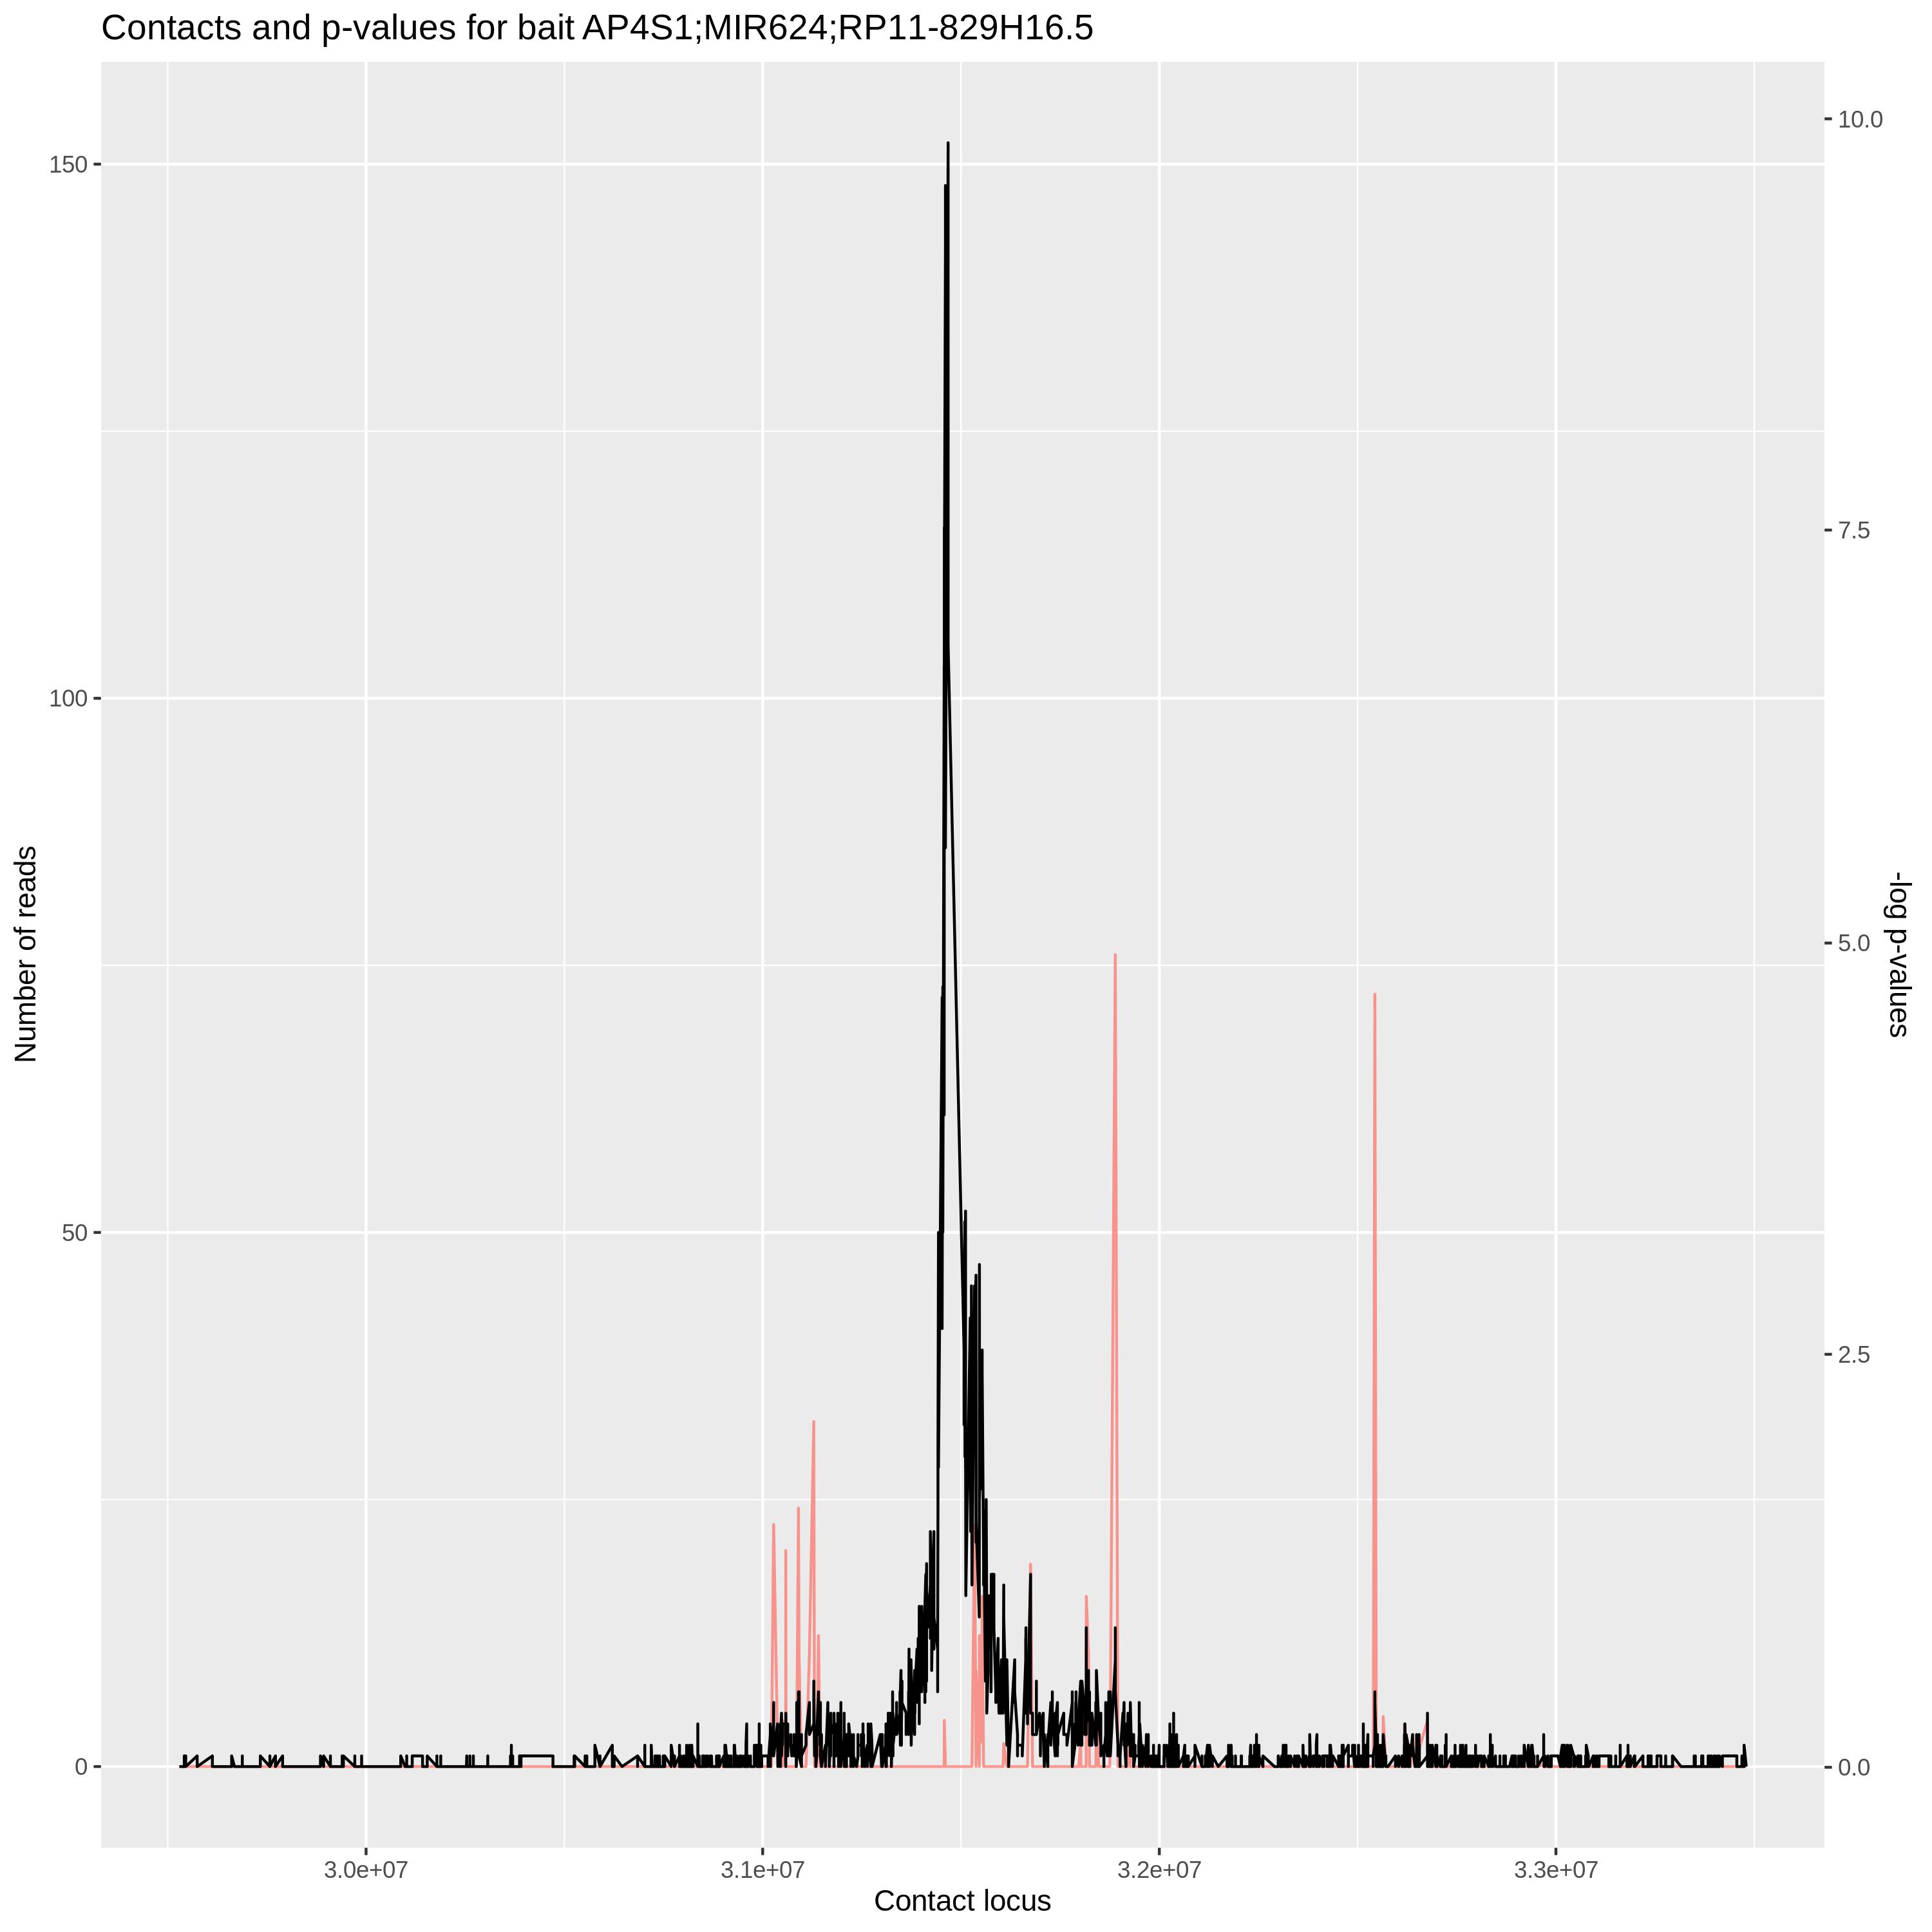 Contacts and p-values for bait AP4S1;MIR624;RP11-829H16.5
150
100
50
0
Number of reads
10.0
7.5
5.0
2.5
0.0
-log p-values
3.0e+07 3.1e+07 3.2e+07 3.3e+07
Contact locus